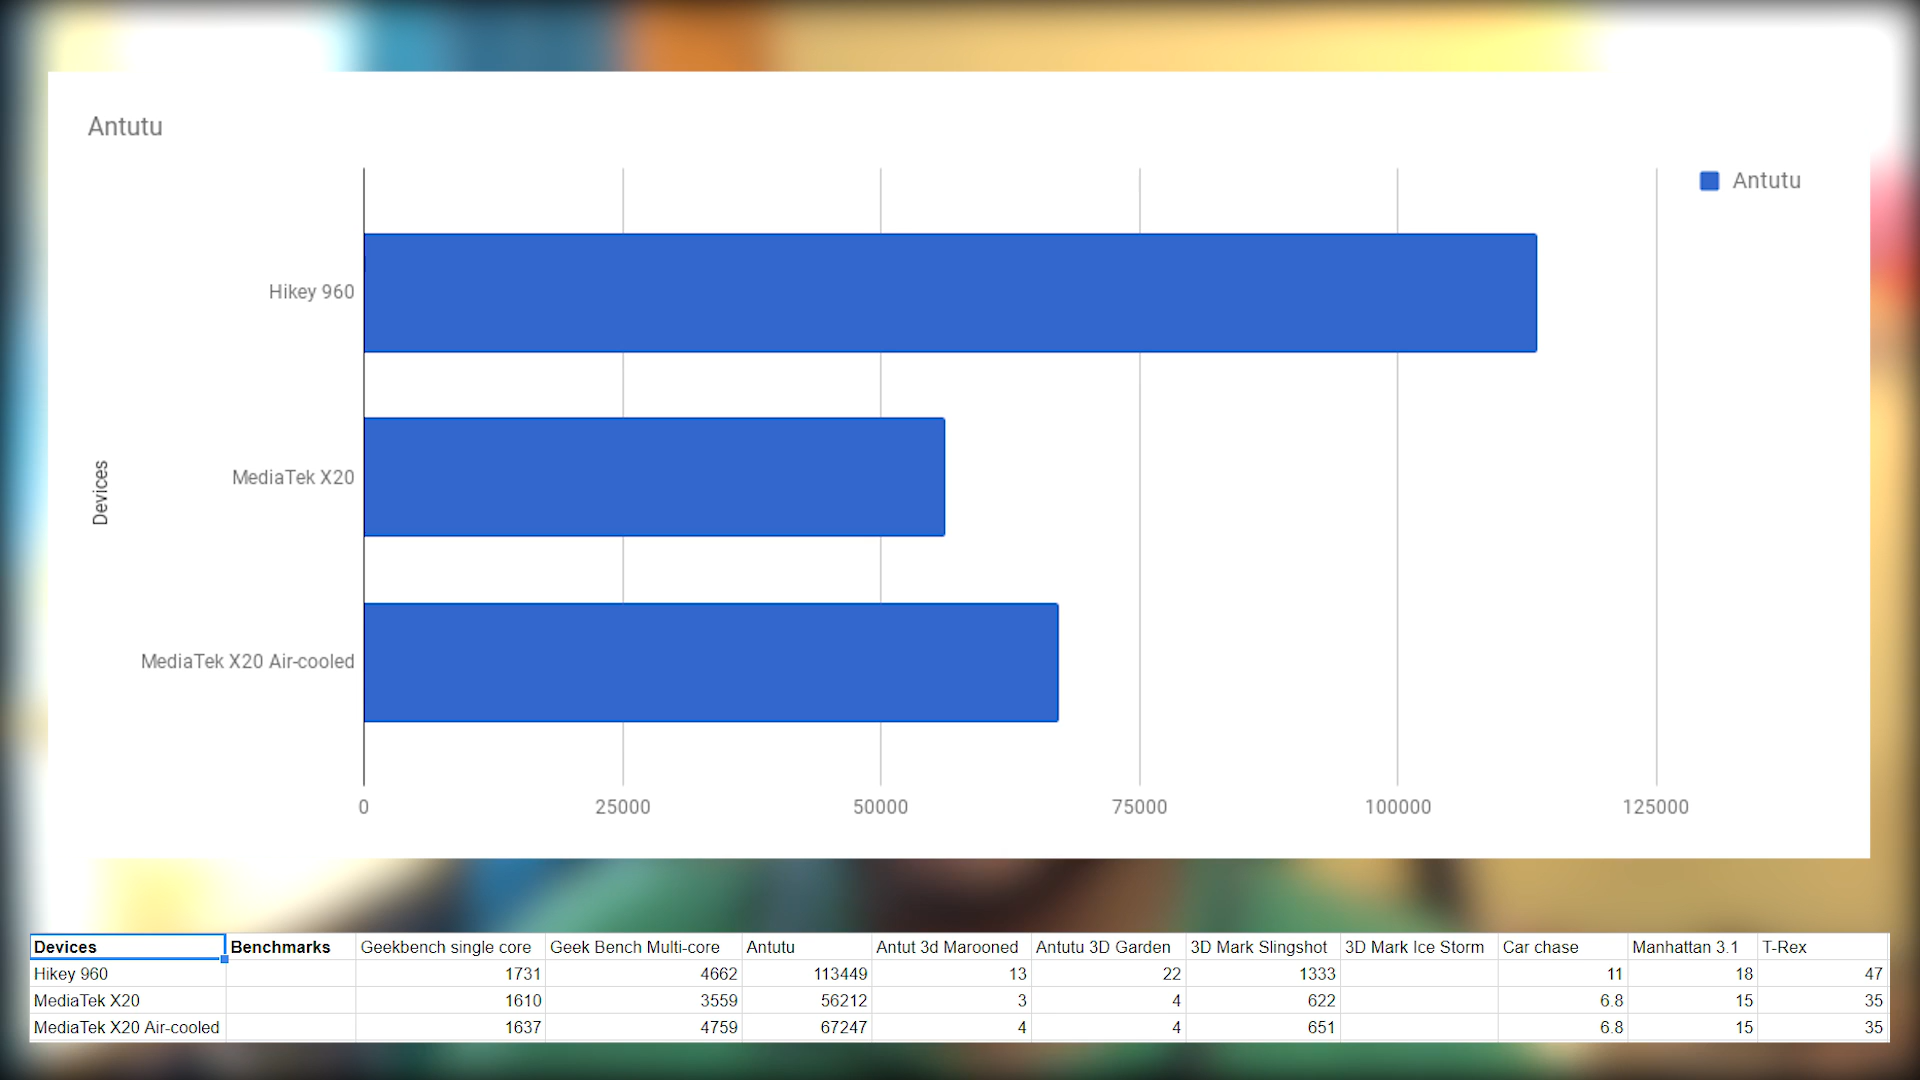 Antutu
Antutu
Hikey 960
MediaTek X20
MediaTek X20 Air-cooled
Devices
0 25000 50000 75000 100000 125000
Devices Benchmarks Geekbench single core Geek Bench Multi-core Antutu Antut 3d Marooned Antutu 3D Garden 3D Mark Slingshot 3D Mark Ice Storm Car chase Manhattan 3.1 T-Rex
Hikey 960 1731 4662 113449 13 22 1333 11 18 47
MediaTek X20 1610 3559 56212 3 4 622 6.8 15 35
MediaTek X20 Air-cooled 1637 4759 67247 4 4 651 6.8 15 35